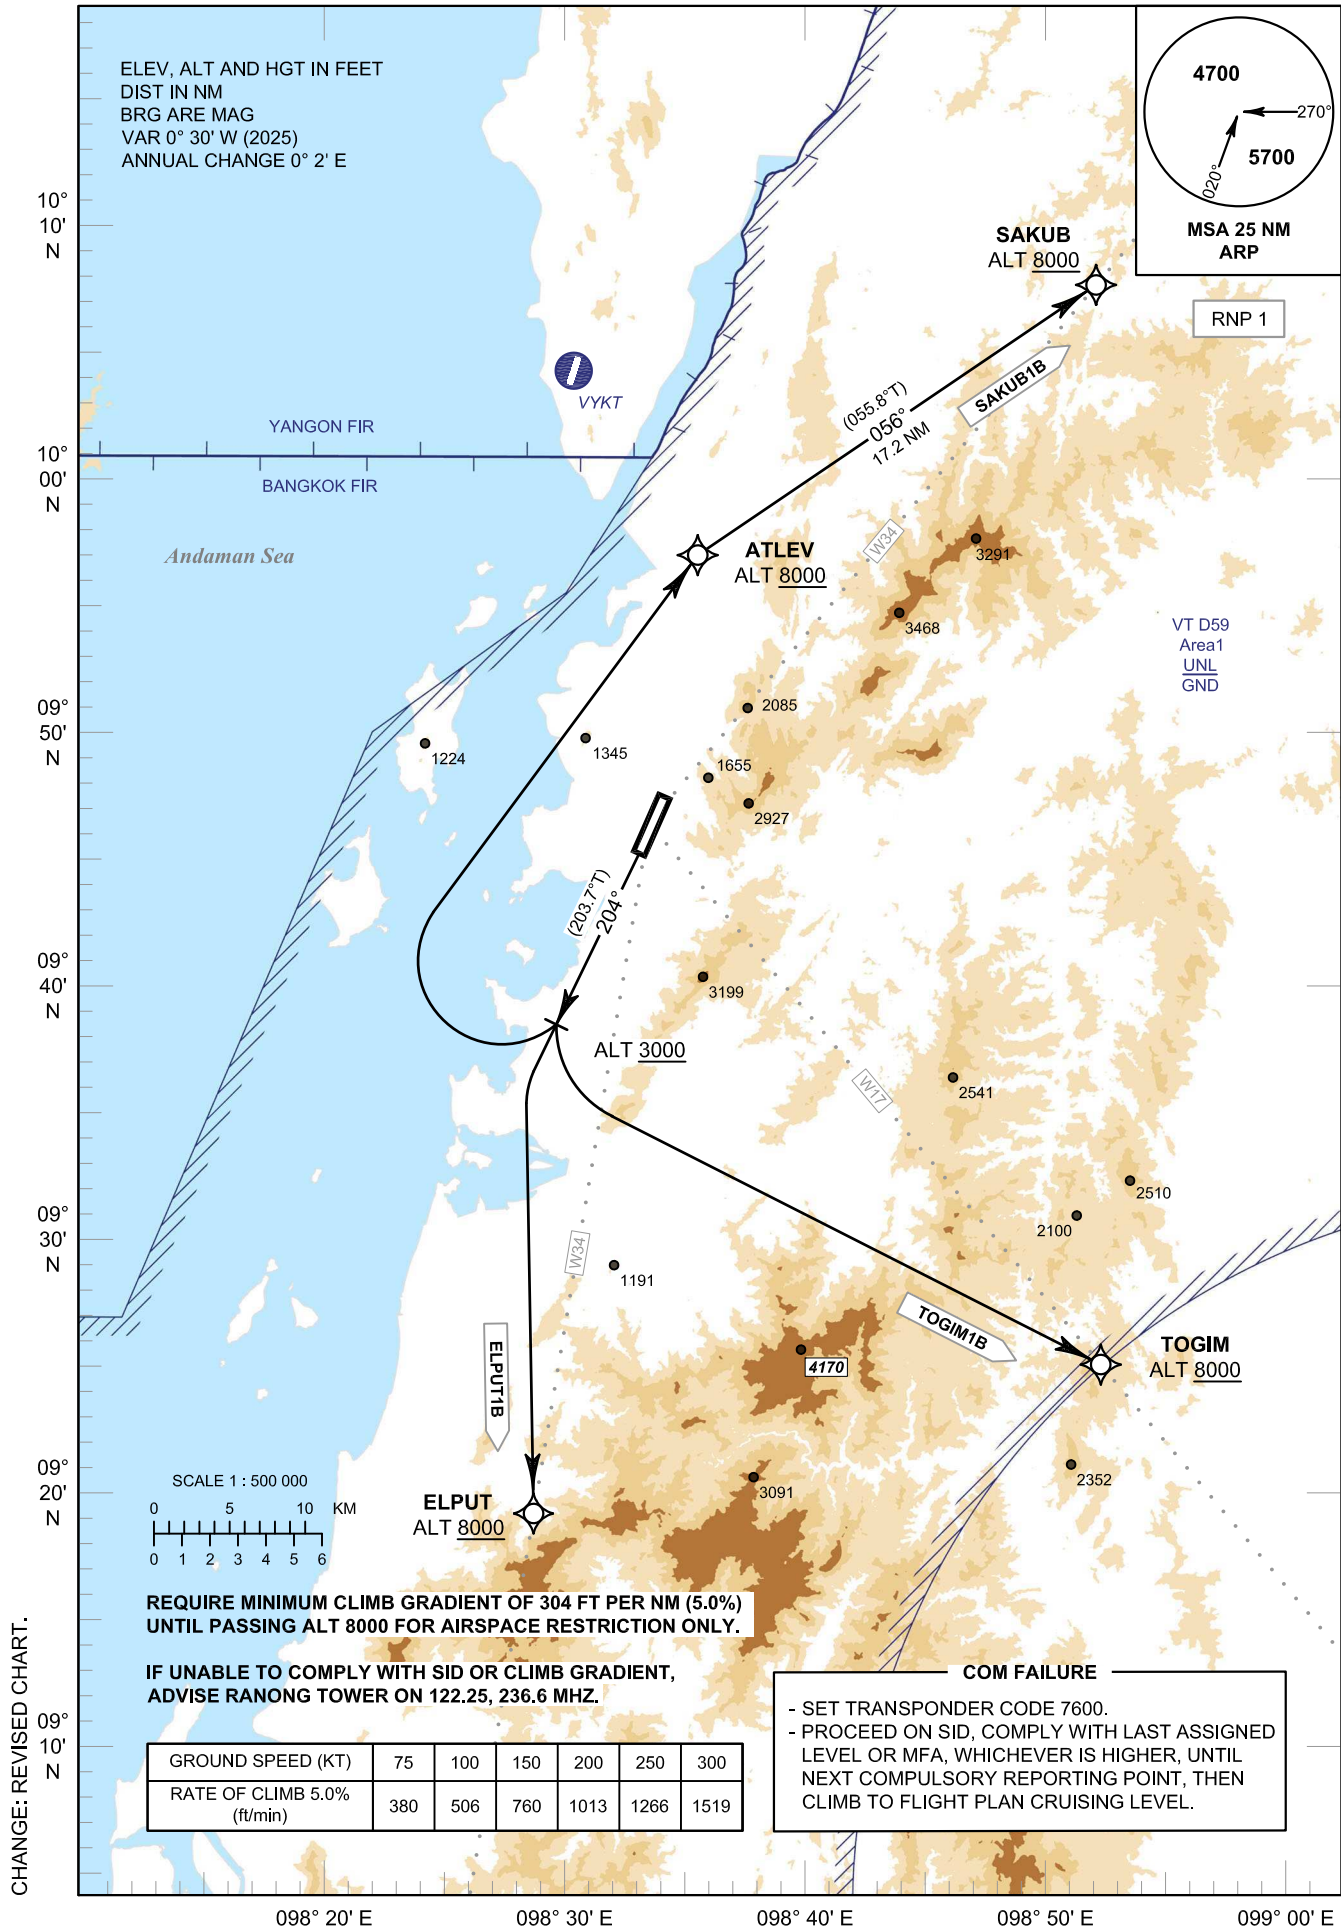 ELEV, ALT AND HGT IN FEET
DIST IN NM
BRG ARE MAG
VAR 0° 30' W (2025)
ANNUAL CHANGE 0° 2' E
4700
270°
5700
020°
MSA 25 NM
ARP
RNP 1
10°
10'
N
SAKUB
ALT 8000
SAKUB1B
(055.8°T)
056°
17.2 NM
VYKT
YANGON FIR
BANGKOK FIR
10°
00'
N
Andaman Sea
ATLEV
ALT 8000
W34
3291
3468
VT D59
Area1
UNL
GND
09°
50'
N
2085
1224
1345
1655
2927
(203.7°T)
204°
09°
40'
N
3199
ALT 3000
W17
2541
2510
2100
09°
30'
N
W34
1191
ELPUT1B
TOGIM1B
TOGIM
ALT 8000
4170
09°
20'
N
SCALE 1 : 500 000
0 5 10 KM
0 1 2 3 4 5 6
ELPUT
ALT 8000
3091
2352
REQUIRE MINIMUM CLIMB GRADIENT OF 304 FT PER NM (5.0%)
UNTIL PASSING ALT 8000 FOR AIRSPACE RESTRICTION ONLY.
IF UNABLE TO COMPLY WITH SID OR CLIMB GRADIENT,
ADVISE RANONG TOWER ON 122.25, 236.6 MHZ.
09°
10'
N
GROUND SPEED (KT) 75 100 150 200 250 300
RATE OF CLIMB 5.0% (ft/min) 380 506 760 1013 1266 1519
COM FAILURE
- SET TRANSPONDER CODE 7600.
- PROCEED ON SID, COMPLY WITH LAST ASSIGNED
LEVEL OR MFA, WHICHEVER IS HIGHER, UNTIL
NEXT COMPULSORY REPORTING POINT, THEN
CLIMB TO FLIGHT PLAN CRUISING LEVEL.
CHANGE: REVISED CHART.
098° 20' E 098° 30' E 098° 40' E 098° 50' E 099° 00' E